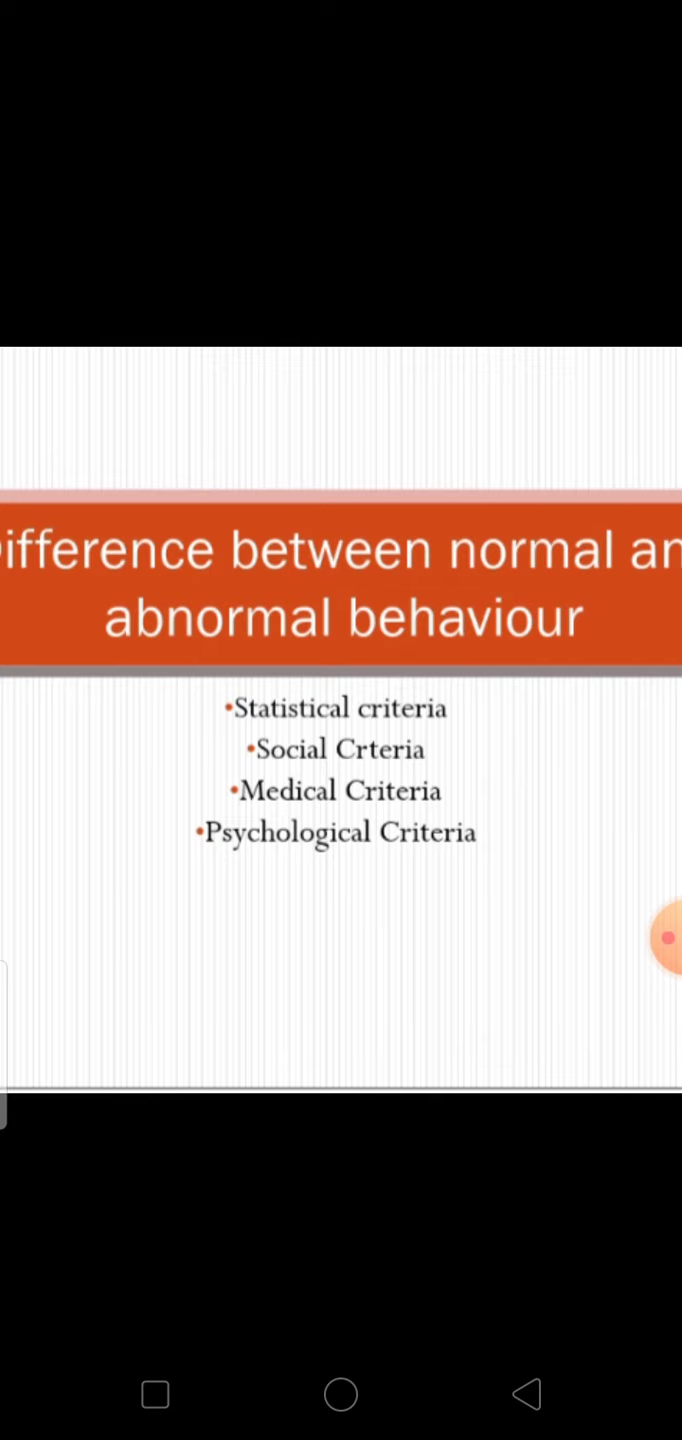 ifference between normal an
abnormal behaviour
•Statistical criteria
•Social Crteria
•Medical Criteria
•Psychological Criteria